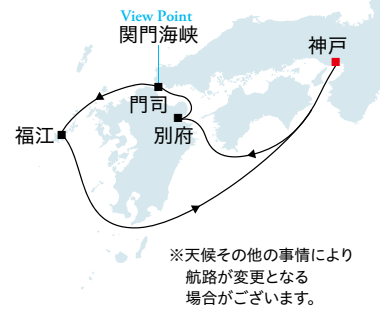 View Point
関門海峡
神戸
門司
福江
別府
※天候その他の事情により
航路が変更となる
場合がございます。